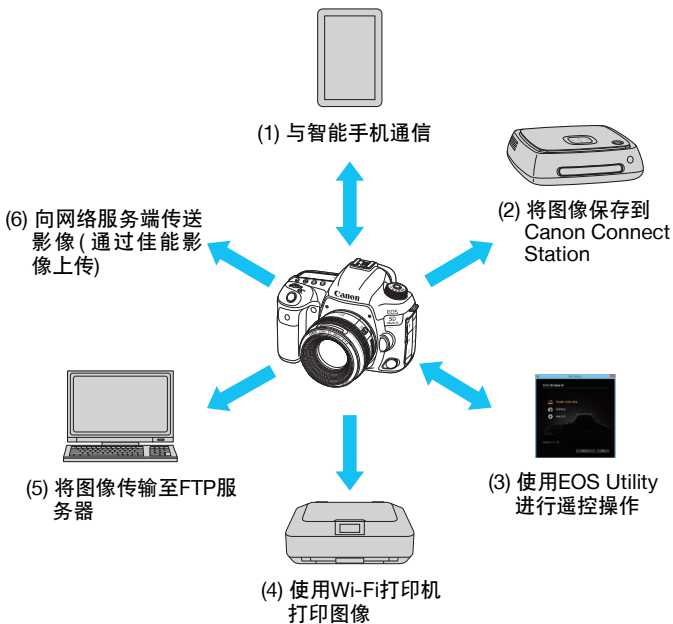 (1) 与智能手机通信
(2) 将图像保存到
Canon Connect
Station
(6) 向网络服务端传送
影像(通过佳能影
像上传)
Canon
EOS
5D
(3) 使用EOS Utility
进行遥控操作
(5) 将图像传输至FTP服
务器
(4) 使用Wi-Fi打印机
打印图像